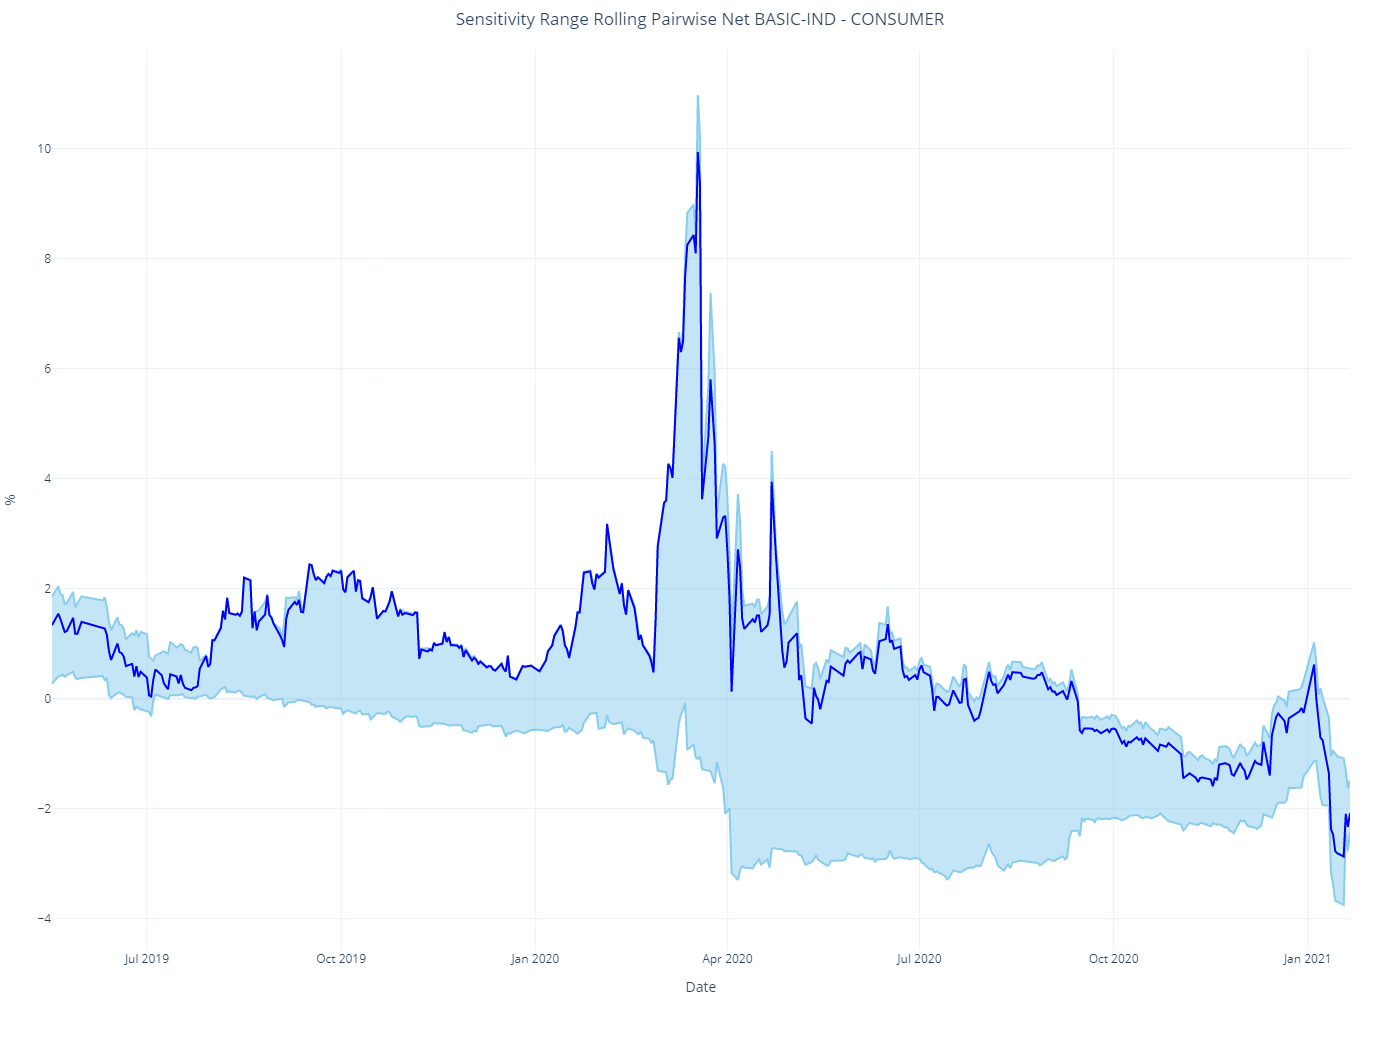 Sensitivity Range Rolling Pairwise Net BASIC-IND - CONSUMER
10
8
6
4
2
0
−2
−4
%
Jul 2019
Oct 2019
Jan 2020
Apr 2020
Jul 2020
Oct 2020
Jan 2021
Date